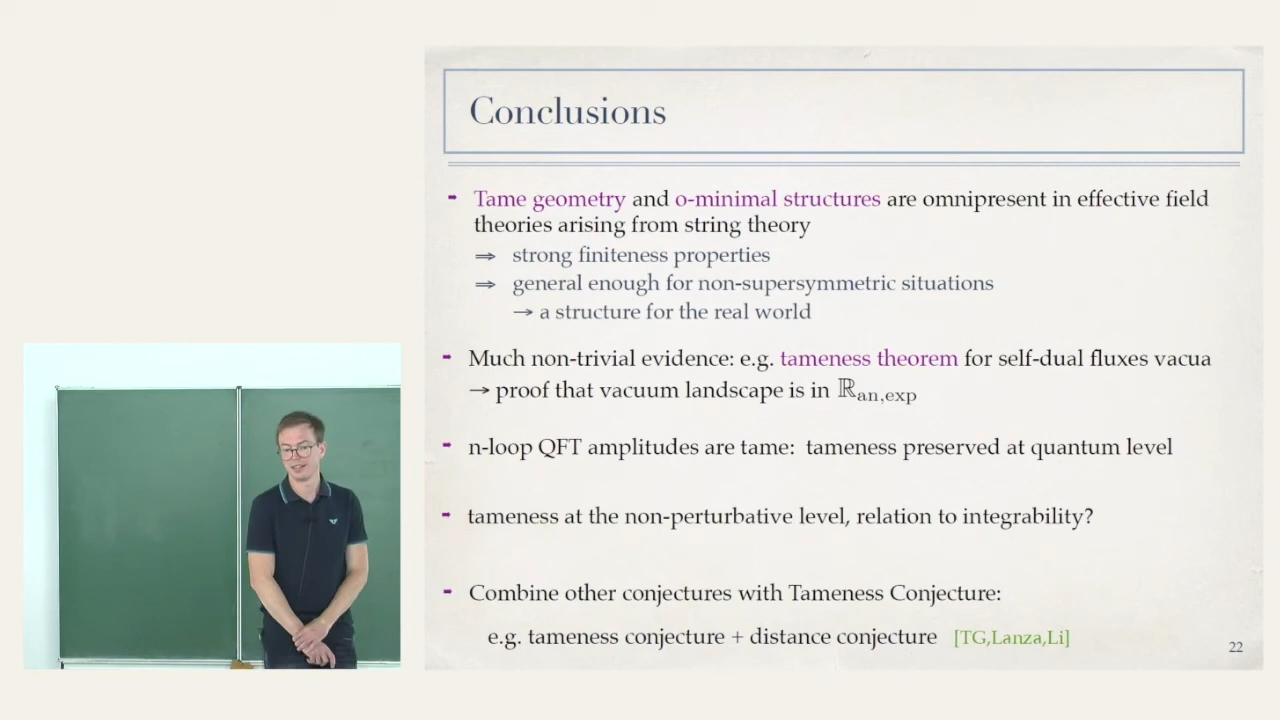 Conclusions
Tame geometry and o-minimal structures are omnipresent in effective field
theories arising from string theory
⇒ strong finiteness properties
⇒ general enough for non-supersymmetric situations
→ a structure for the real world
Much non-trivial evidence: e.g. tameness theorem for self-dual fluxes vacua
→ proof that vacuum landscape is in ℝan,exp
n-loop QFT amplitudes are tame: tameness preserved at quantum level
tameness at the non-perturbative level, relation to integrability?
Combine other conjectures with Tameness Conjecture:
e.g. tameness conjecture + distance conjecture [TG,Lanza,Li]
22